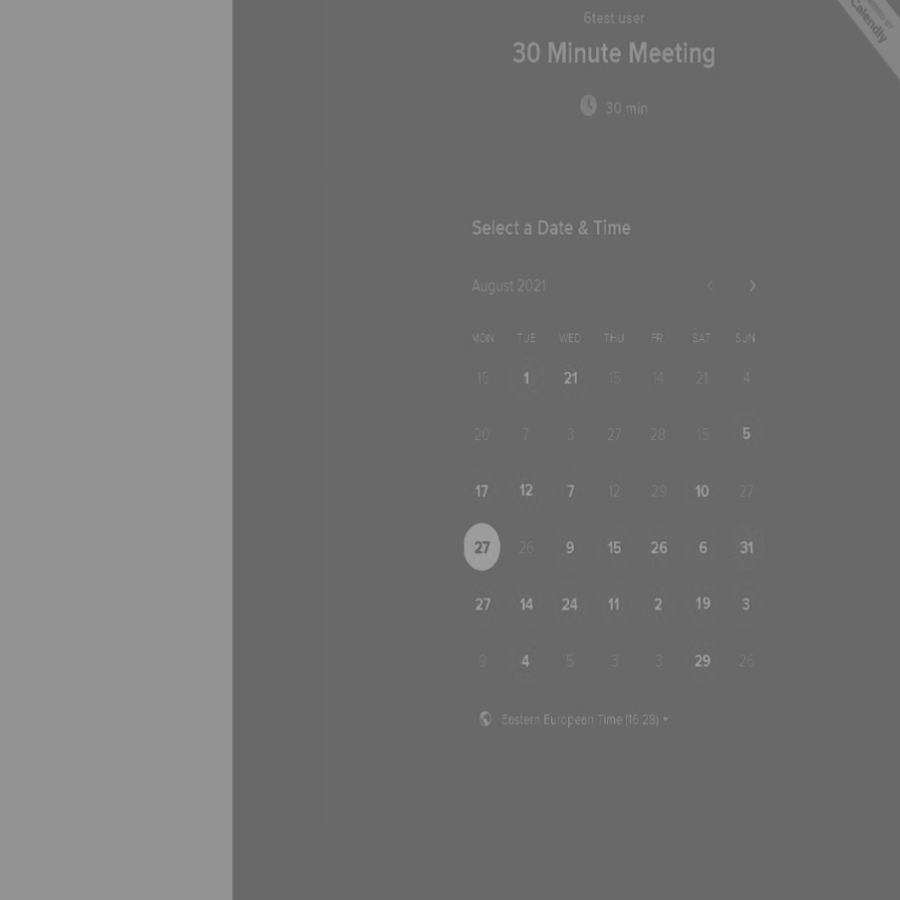 6test user
30 Minute Meeting
30 min
Calendly
Select a Date & Time
August 2021
MON TUE WED THU FR SAT SUN
15 1 21 15 14 21 4
20 7 3 27 28 15 5
17 12 7 12 29 10 27
27 26 9 15 26 6 31
27 14 24 11 2 19 3
9 4 5 3 3 29 26
Eastern European Time (16:28)